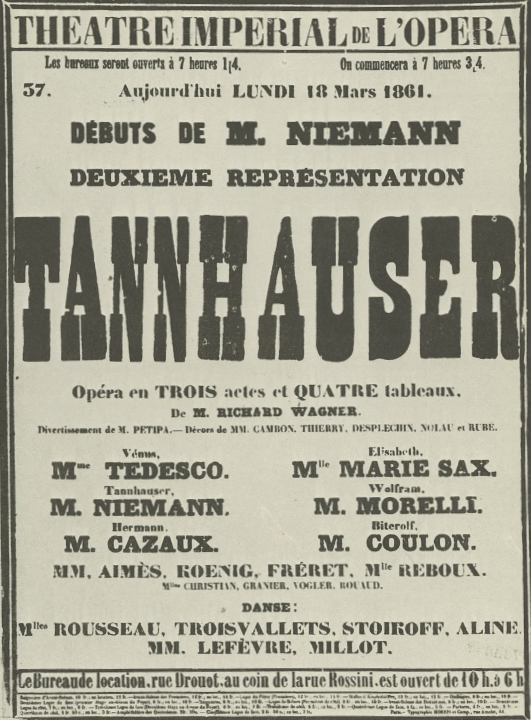 THEATRE IMPERIAL DE L'OPERA
Les bureaux seront ouverts à 7 heures 1/4. On commencera à 7 heures 3/4.
37. Aujourd'hui LUNDI 18 Mars 1861.
DÉBUTS DE M. NIEMANN
DEUXIEME REPRÉSENTATION
TANNHAUSER
Opéra en TROIS actes et QUATRE tableaux.
De M. RICHARD WAGNER.
Divertissement de M. PETIPA.— Décors de MM. CAMBON, THIERRY, DESPLECHIN, NOLAU et RUBÉ.
Vénus, Elisabeth,
Mme TEDESCO. Mlle MARIE SAX.
Tannhauser, Wolfram,
M. NIEMANN. M. MORELLI.
Hermann, Biterolf,
M. CAZAUX. M. COULON.
MM. AIMÈS, KOENIG, FRÉRET, Mlle REBOUX.
Mlles CHRISTIAN, GRANIER, VOGLER, ROUAUD.
DANSE:
Mlles ROUSSEAU, TROISVALLETS, STOIKOFF, ALINE.
MM. LEFÈVRE, MILLOT.
Le Bureau de location, rue Drouot, au coin de la rue Rossini, est ouvert de 10 h. à 6 h